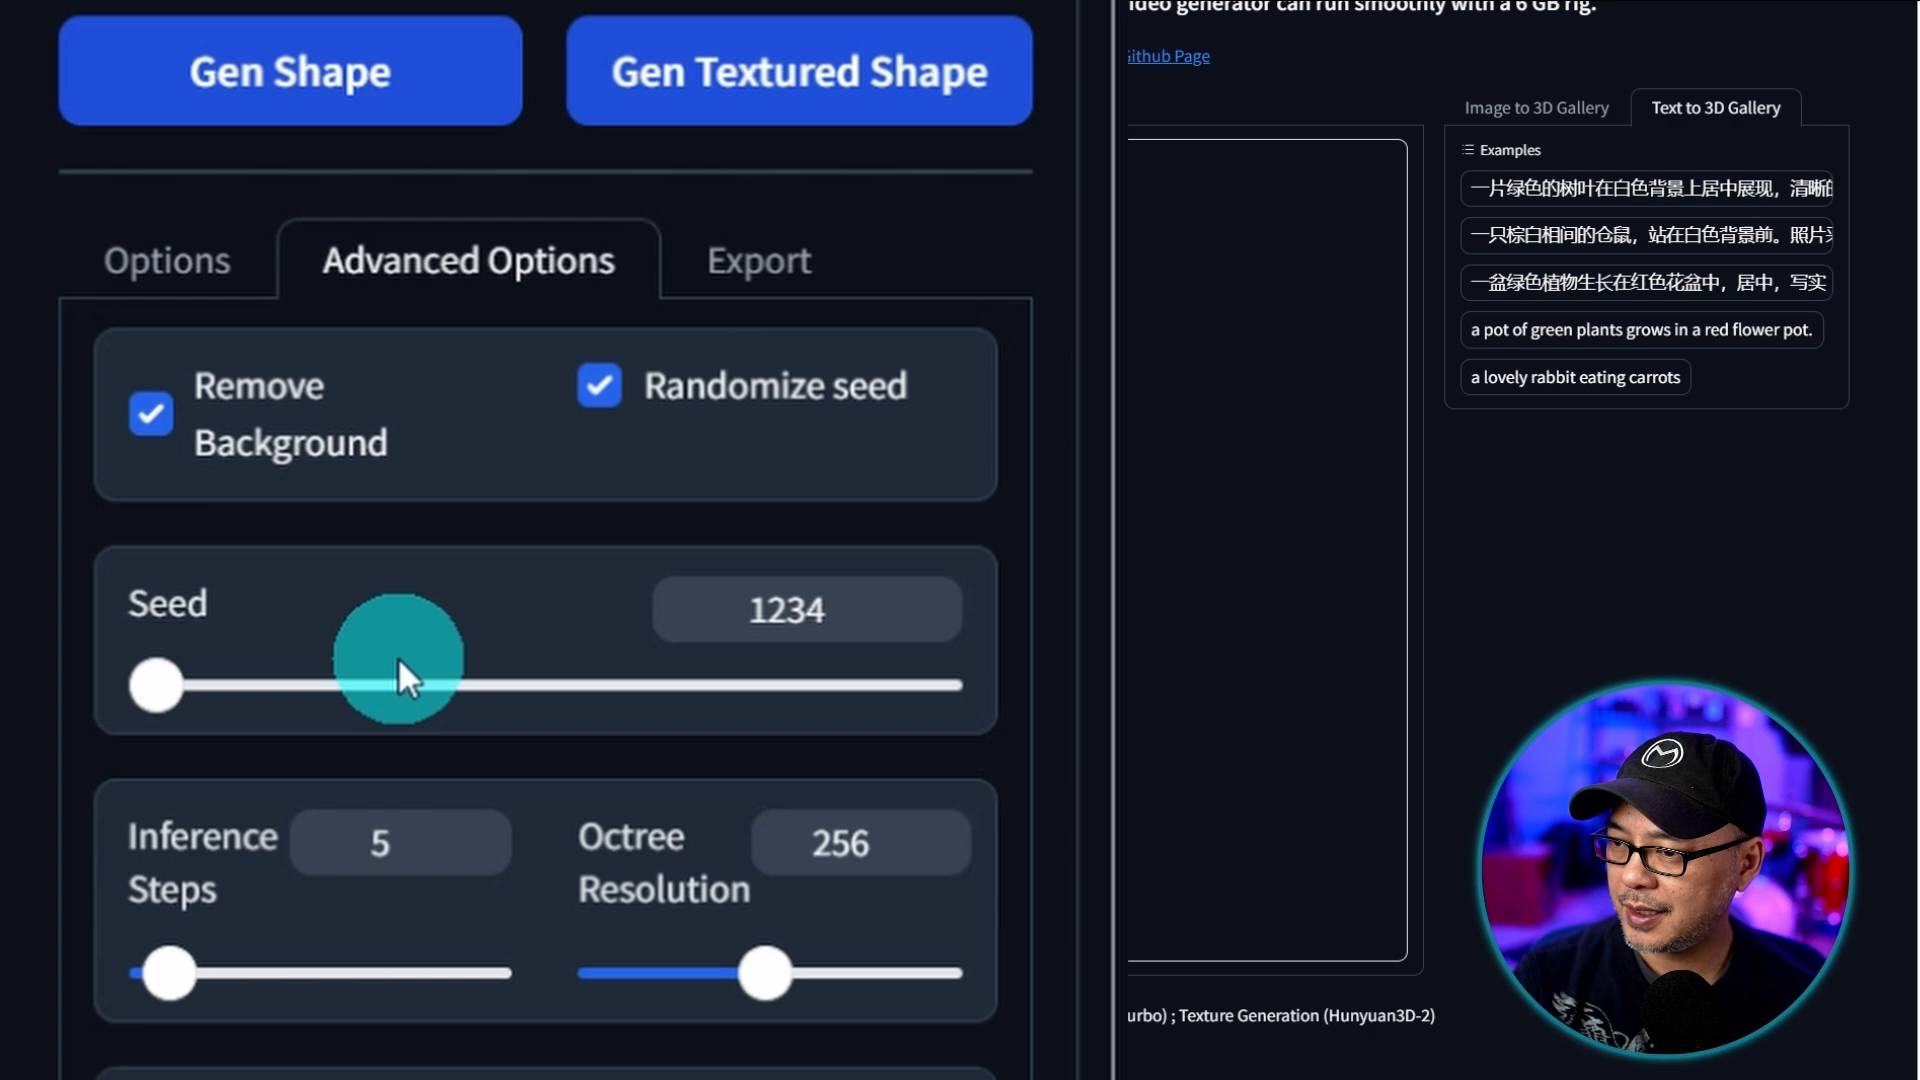 Gen Shape
Gen Textured Shape
Options
Advanced Options
Export
Remove
Background
Randomize seed
Seed
1234
Inference
Steps
5
Octree
Resolution
256
ideo generator can run smoothly with a 6 GB rig.
Github Page
Image to 3D Gallery
Text to 3D Gallery
Examples
一片绿色的树叶在白色背景上居中展现，清晰的
一只棕白相间的仓鼠，站在白色背景前。照片采
一盆绿色植物生长在红色花盆中，居中，写实
a pot of green plants grows in a red flower pot.
a lovely rabbit eating carrots
urbo) ; Texture Generation (Hunyuan3D-2)